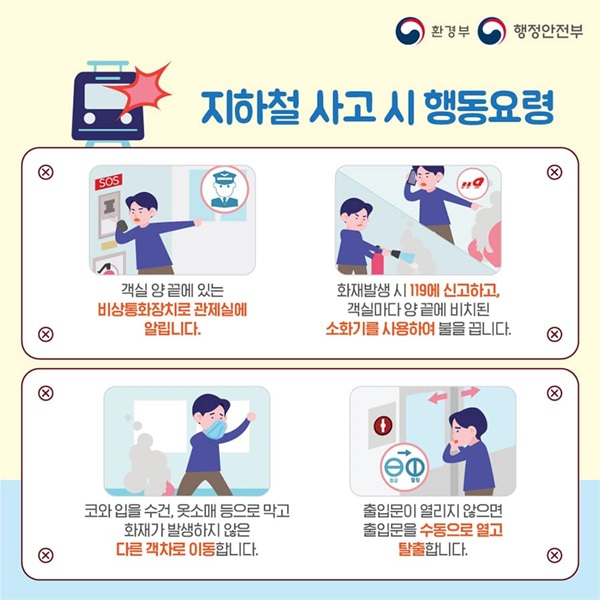 환경부 행정안전부
지하철 사고 시 행동요령
SOS
119
객실 양 끝에 있는
비상통화장치로 관제실에
알립니다.
화재발생 시 119에 신고하고,
객실마다 양 끝에 비치된
소화기를 사용하여 불을 끕니다.
코와 입을 수건, 옷소매 등으로 막고
화재가 발생하지 않은
다른 객차로 이동합니다.
잠금 열림
출입문이 열리지 않으면
출입문을 수동으로 열고
탈출합니다.